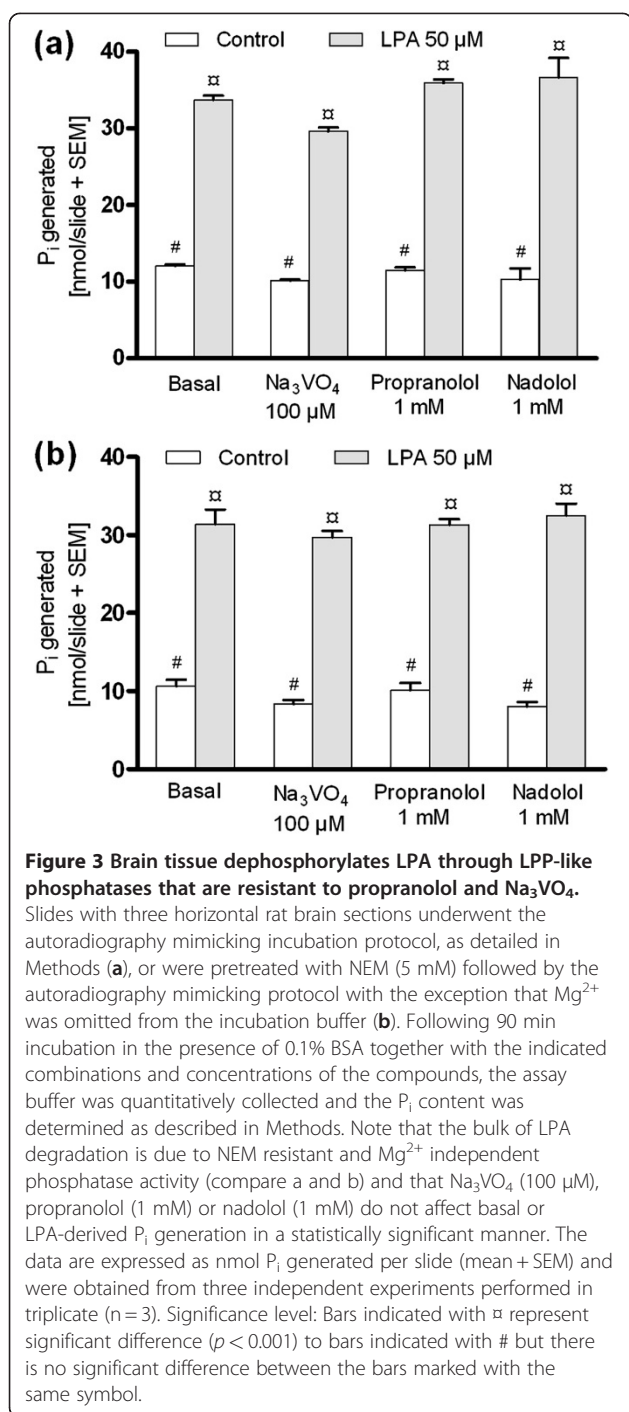 (a)
Control
LPA 50 µM
40
30
20
10
0
Pi generated
[nmol/slide + SEM]
¤
¤
¤
¤
#
#
#
#
Basal
Na3VO4
100 µM
Propranolol
1 mM
Nadolol
1 mM
(b)
Control
LPA 50 µM
40
30
20
10
0
Pi generated
[nmol/slide + SEM]
¤
¤
¤
¤
#
#
#
#
Basal
Na3VO4
100 µM
Propranolol
1 mM
Nadolol
1 mM
Figure 3 Brain tissue dephosphorylates LPA through LPP-like
phosphatases that are resistant to propranolol and Na3VO4.
Slides with three horizontal rat brain sections underwent the
autoradiography mimicking incubation protocol, as detailed in
Methods (a), or were pretreated with NEM (5 mM) followed by the
autoradiography mimicking protocol with the exception that Mg2+
was omitted from the incubation buffer (b). Following 90 min
incubation in the presence of 0.1% BSA together with the indicated
combinations and concentrations of the compounds, the assay
buffer was quantitatively collected and the Pi content was
determined as described in Methods. Note that the bulk of LPA
degradation is due to NEM resistant and Mg2+ independent
phosphatase activity (compare a and b) and that Na3VO4 (100 µM),
propranolol (1 mM) or nadolol (1 mM) do not affect basal or
LPA-derived Pi generation in a statistically significant manner. The
data are expressed as nmol Pi generated per slide (mean + SEM) and
were obtained from three independent experiments performed in
triplicate (n = 3). Significance level: Bars indicated with ¤ represent
significant difference (p < 0.001) to bars indicated with # but there
is no significant difference between the bars marked with the
same symbol.